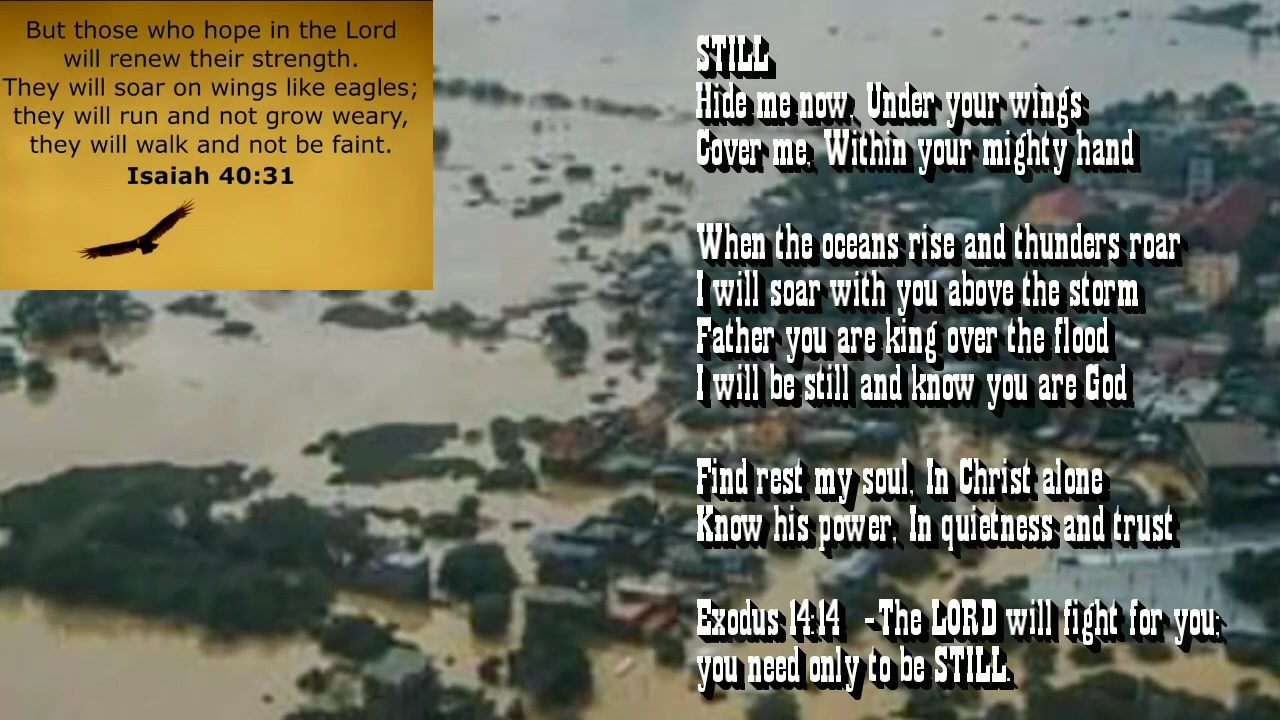 But those who hope in the Lord
will renew their strength.
They will soar on wings like eagles;
they will run and not grow weary,
they will walk and not be faint.
Isaiah 40:31
STILL
Hide me now. Under your wings
Cover me. Within your mighty hand
When the oceans rise and thunders roar
I will soar with you above the storm
Father you are king over the flood
I will be still and know you are God
Find rest my soul. In Christ alone
Know his power. In quietness and trust
Exodus 14:14 -The LORD will fight for you;
you need only to be STILL.